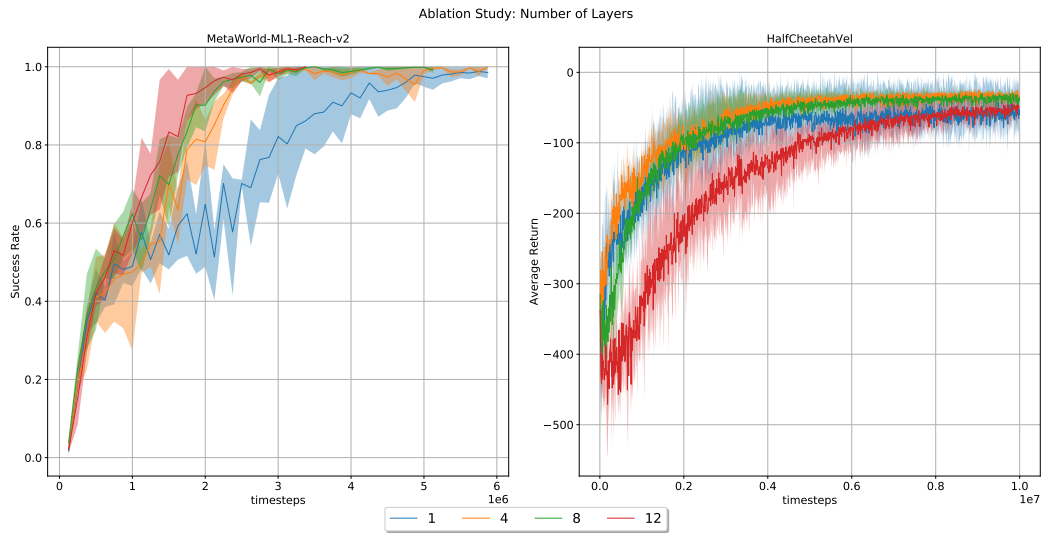 Ablation Study: Number of Layers
MetaWorld-ML1-Reach-v2
Success Rate
1.0
0.8
0.6
0.4
0.2
0.0
0 1 2 3 4 5 6
1e6
timesteps
HalfCheetahVel
Average Return
0
−100
−200
−300
−400
−500
0.0 0.2 0.4 0.6 0.8 1.0
1e7
timesteps
1 4 8 12